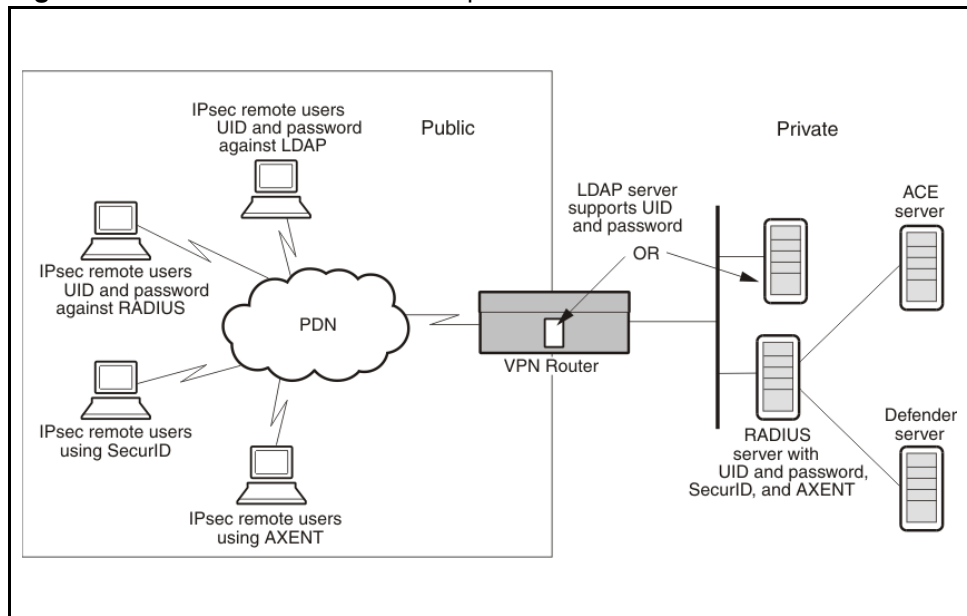 IPsec remote users
UID and password
against LDAP
Public
Private
LDAP server
supports UID
and password
OR
ACE
server
IPsec remote users
UID and password
against RADIUS
PDN
VPN Router
IPsec remote users
using SecurID
RADIUS
server with
UID and password,
SecurID, and AXENT
Defender
server
IPsec remote users
using AXENT